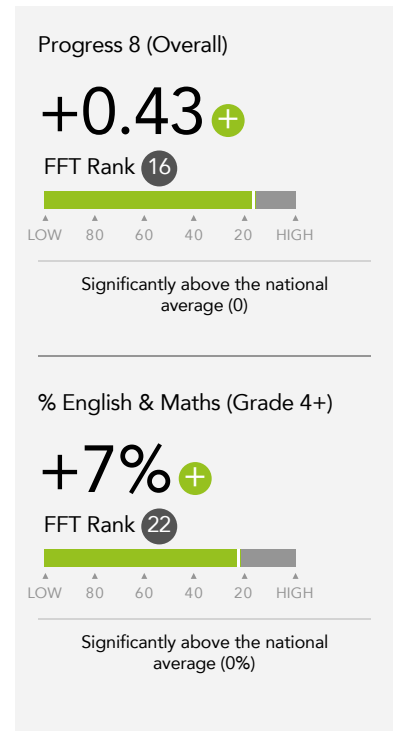 Progress 8 (Overall)
+0.43 +
FFT Rank 16
LOW 80 60 40 20 HIGH
Significantly above the national
average (0)
% English & Maths (Grade 4+)
+7% +
FFT Rank 22
LOW 80 60 40 20 HIGH
Significantly above the national
average (0%)